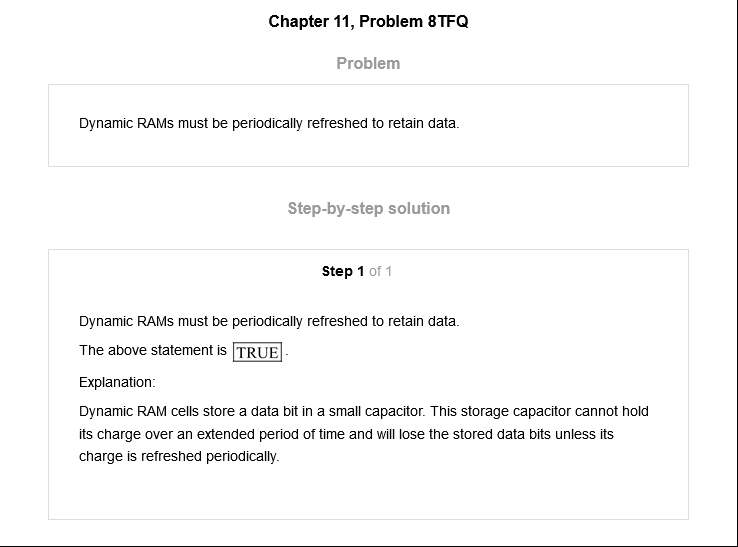 Chapter 11, Problem 8TFQ
Problem
Dynamic RAMs must be periodically refreshed to retain data.
Step-by-step solution
Step 1 of 1
Dynamic RAMs must be periodically refreshed to retain data.
The above statement is TRUE.
Explanation:
Dynamic RAM cells store a data bit in a small capacitor. This storage capacitor cannot hold
its charge over an extended period of time and will lose the stored data bits unless its
charge is refreshed periodically.